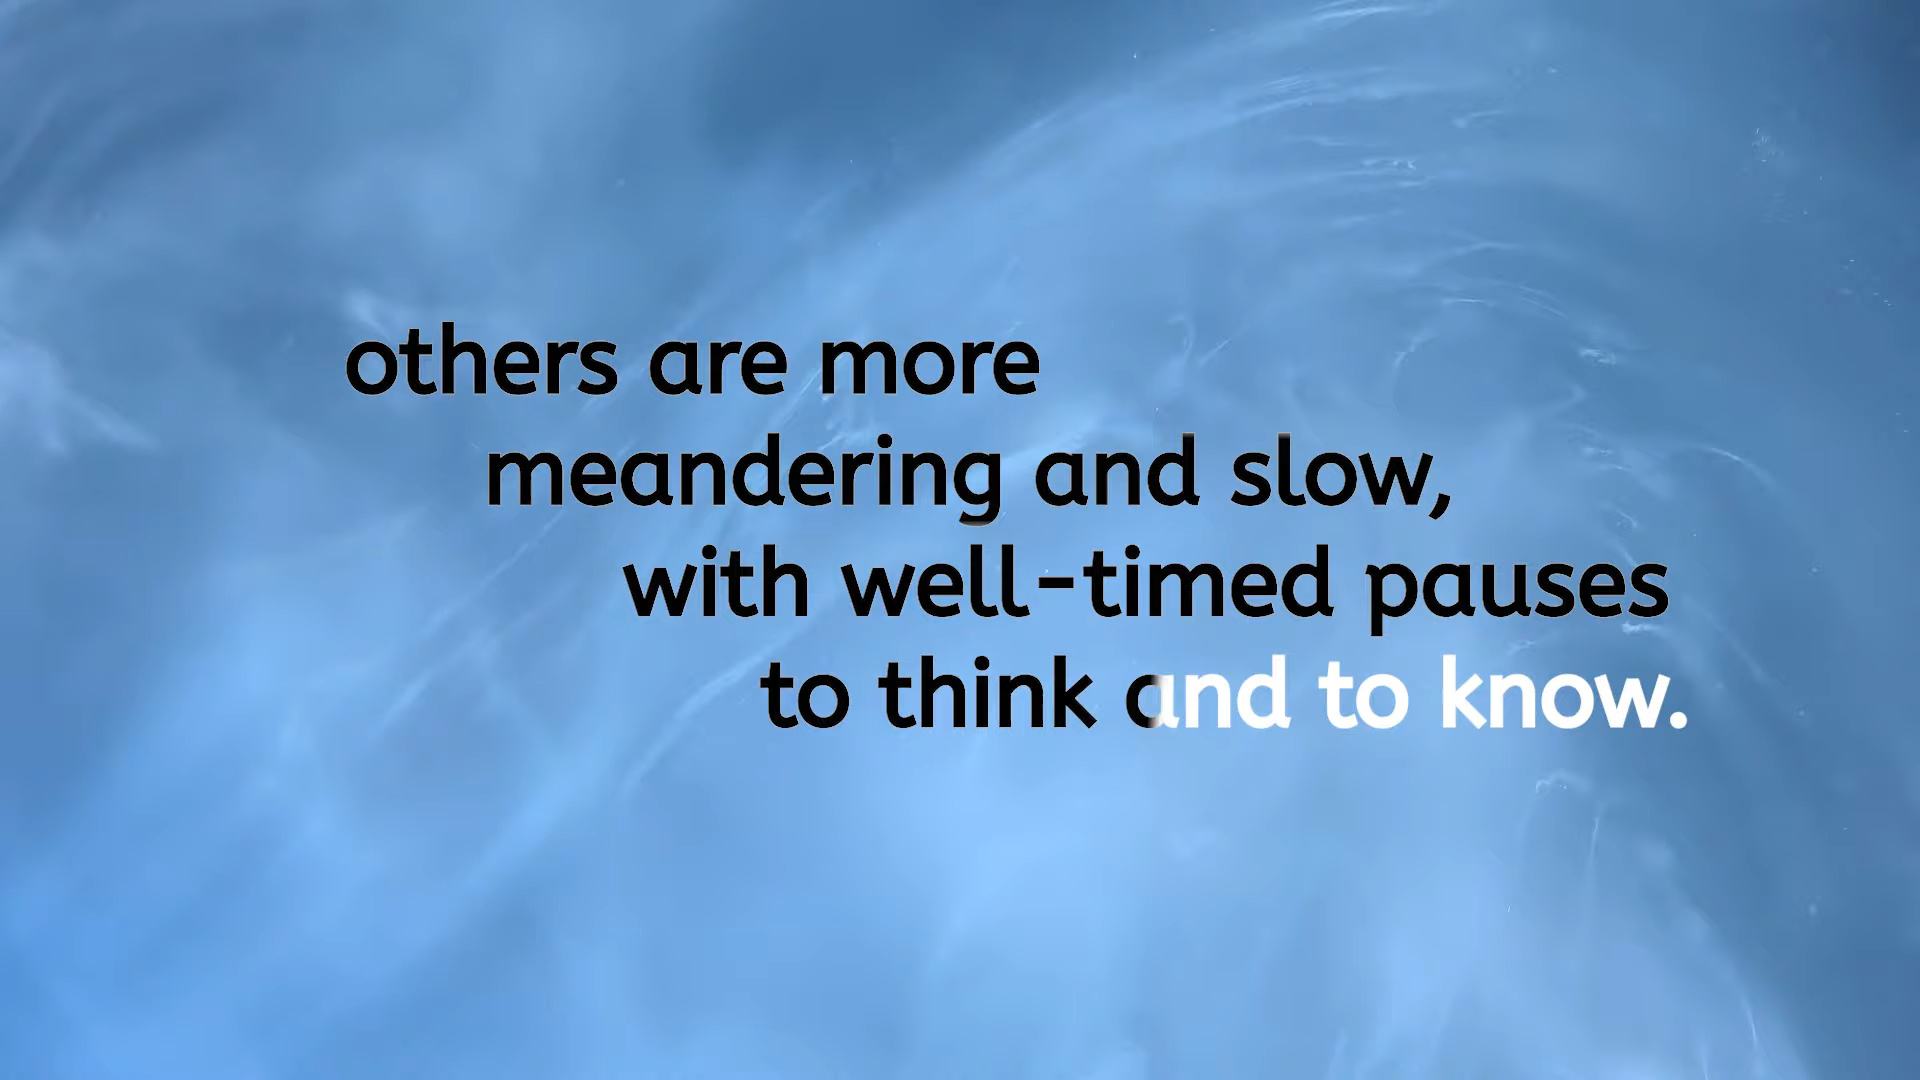 others are more
meandering and slow,
with well-timed pauses
to think and to know.